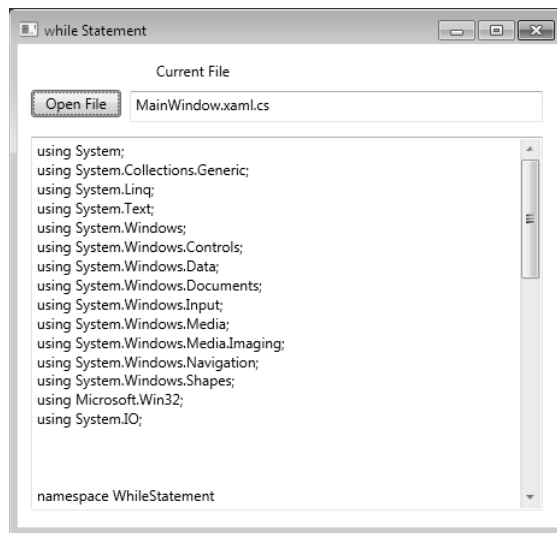 while Statement
Current File
Open File
MainWindow.xaml.cs
using System;
using System.Collections.Generic;
using System.Linq;
using System.Text;
using System.Windows;
using System.Windows.Controls;
using System.Windows.Data;
using System.Windows.Documents;
using System.Windows.Input;
using System.Windows.Media;
using System.Windows.Media.Imaging;
using System.Windows.Navigation;
using System.Windows.Shapes;
using Microsoft.Win32;
using System.IO;
namespace WhileStatement